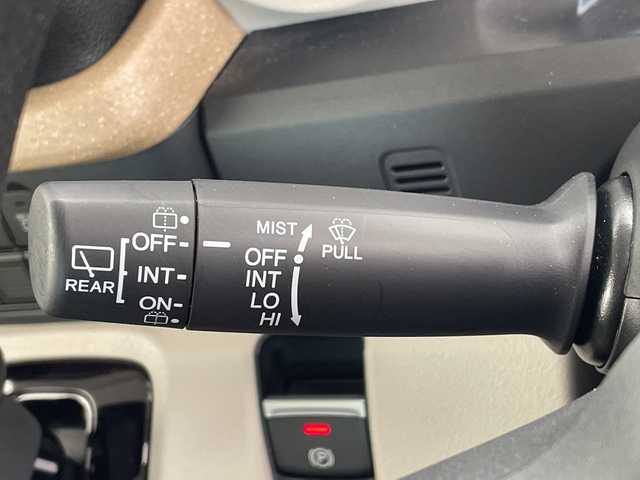 OFF
REAR
INT
ON
MIST
PULL
OFF
INT
LO
HI
P